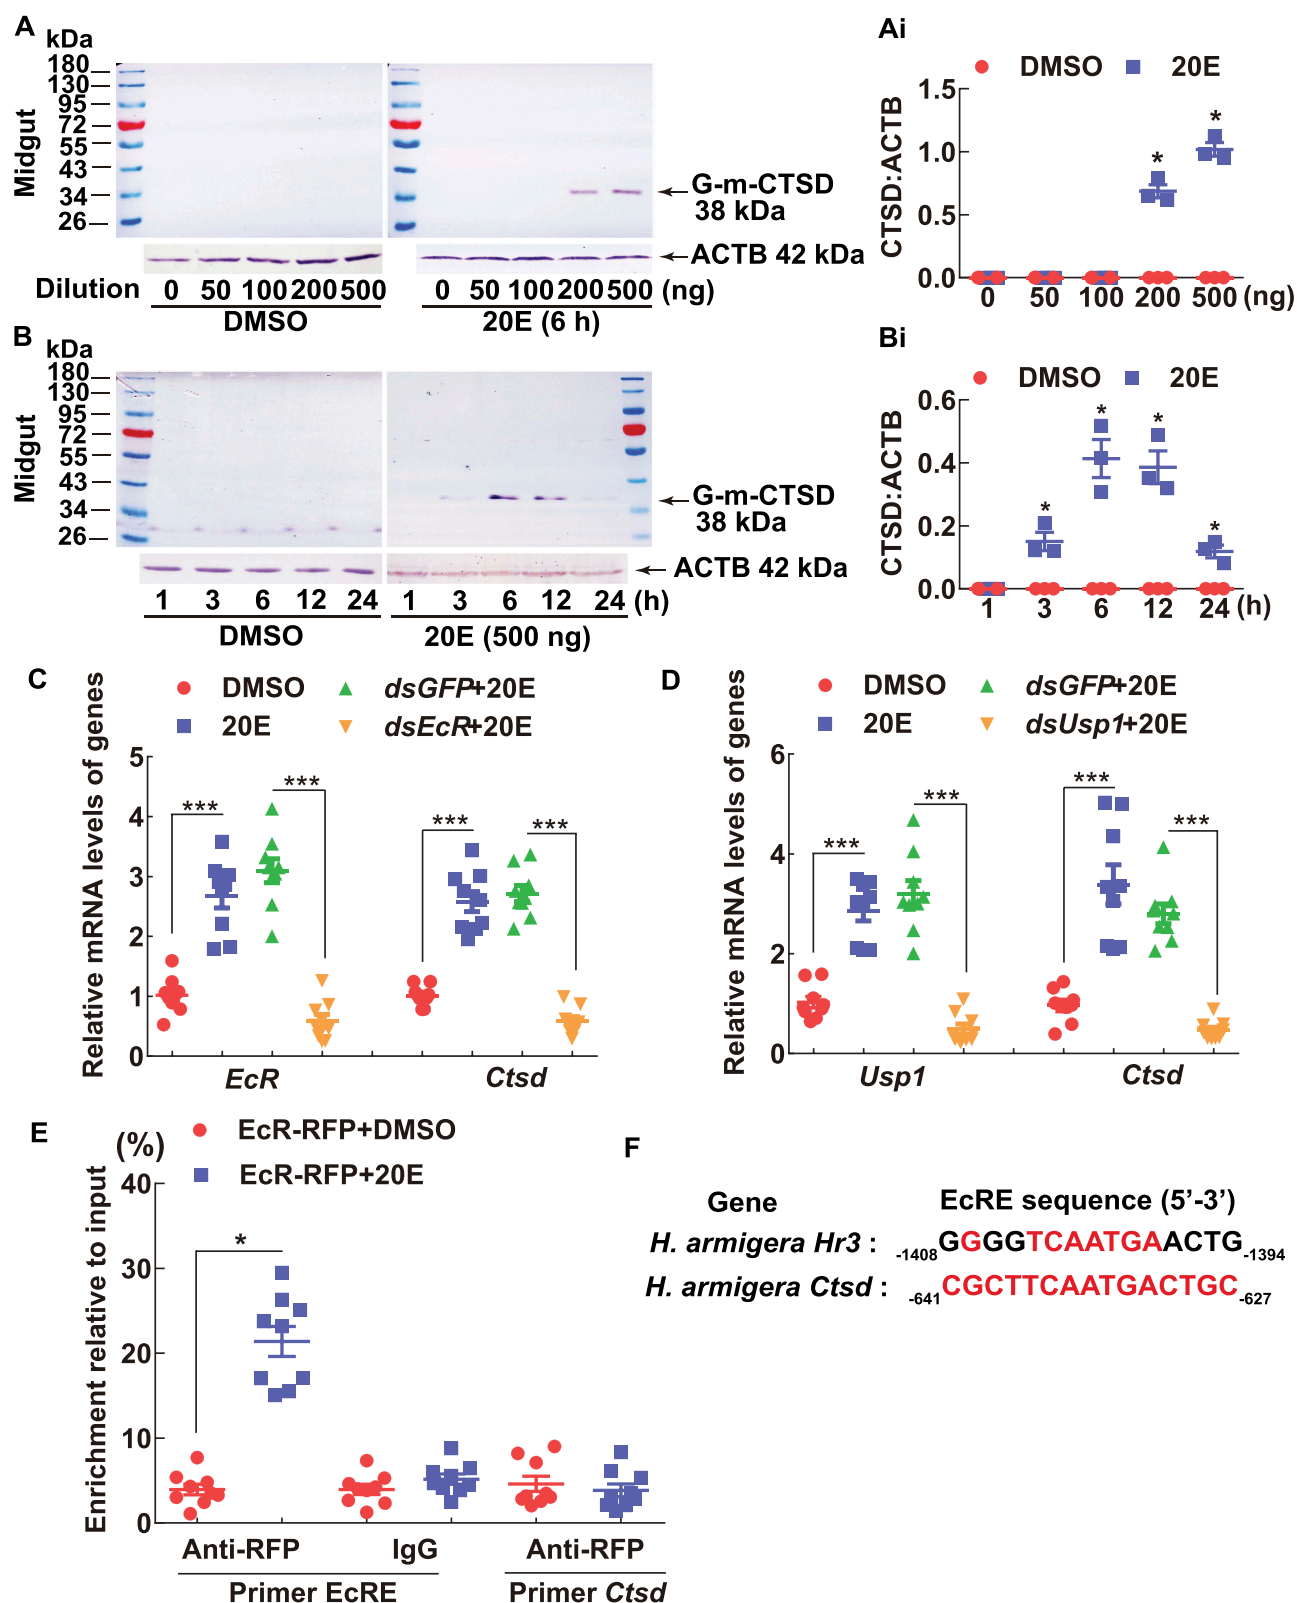 A
kDa
180
130
95
72
55
43
34
26
Midgut
G-m-CTSD
38 kDa
ACTB 42 kDa
Dilution 0 50 100 200 500 0 50 100 200 500 (ng)
DMSO 20E (6 h)
Ai
DMSO 20E
CTSD:ACTB
1.5
1.0
0.5
0.0
* *
0 50 100 200 500 (ng)
B
kDa
180
130
95
72
55
43
34
26
Midgut
G-m-CTSD
38 kDa
ACTB 42 kDa
1 3 6 12 24 1 3 6 12 24 (h)
DMSO 20E (500 ng)
Bi
DMSO 20E
CTSD:ACTB
0.6
0.4
0.2
0.0
* * * *
1 3 6 12 24 (h)
C
DMSO dsGFP+20E
20E dsEcR+20E
Relative mRNA levels of genes
5
4
3
2
1
0
*** *** *** ***
EcR Ctsd
D
DMSO dsGFP+20E
20E dsUsp1+20E
Relative mRNA levels of genes
6
4
2
0
*** *** *** ***
Usp1 Ctsd
E
(%)
EcR-RFP+DMSO
EcR-RFP+20E
Enrichment relative to input
40
30
20
10
0
*
Anti-RFP IgG Anti-RFP
Primer EcRE Primer Ctsd
F
Gene EcRE sequence (5’-3’)
H. armigera Hr3 : -1408GGGGTCAATGAACTG-1394
H. armigera Ctsd : -641CGCTTCAATGACTGC-627